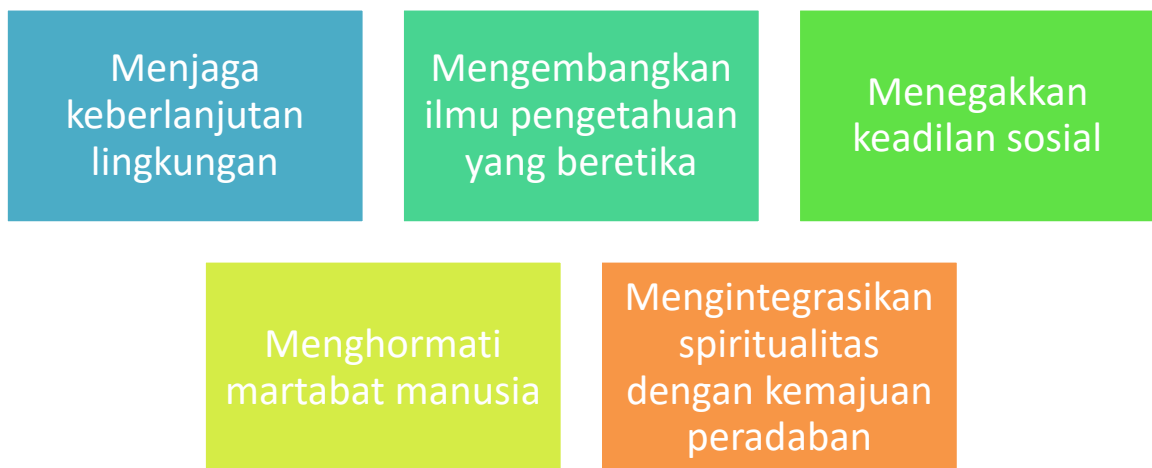 Menjaga
keberlanjutan
lingkungan
Mengembangkan
ilmu pengetahuan
yang beretika
Menegakkan
keadilan sosial
Menghormati
martabat manusia
Mengintegrasikan
spiritualitas
dengan kemajuan
peradaban